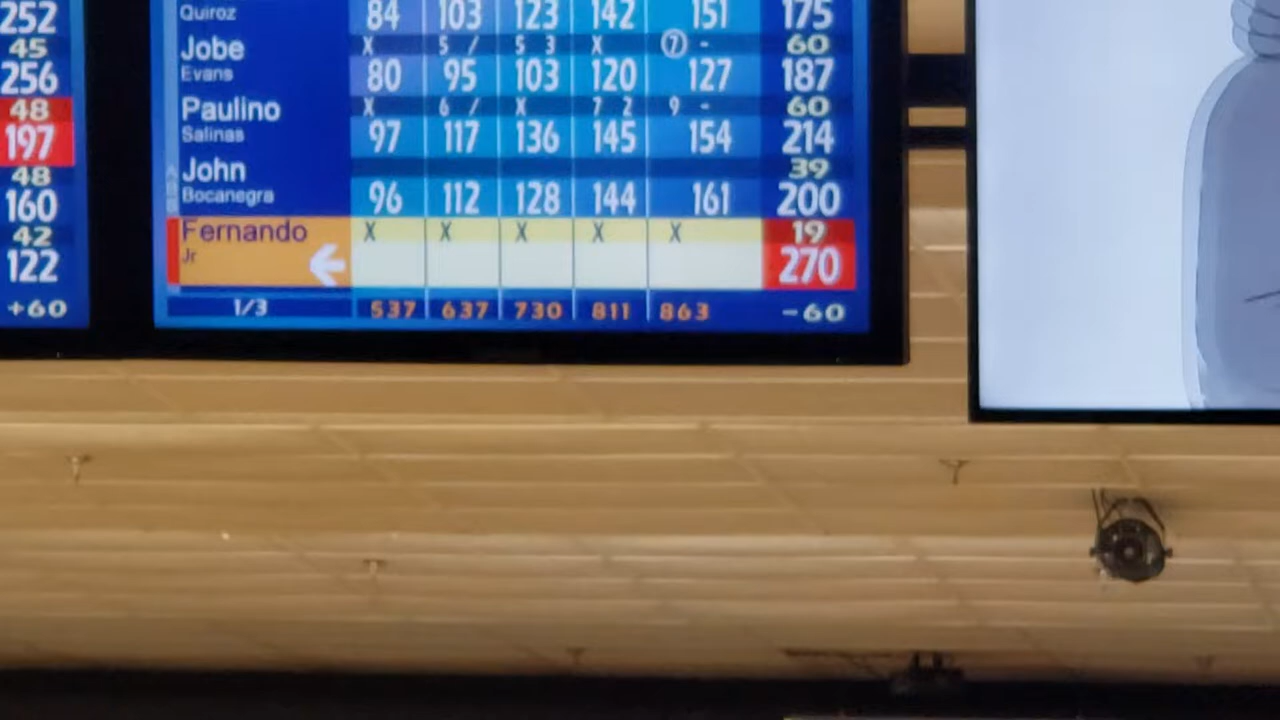 252
45
256
48
197
48
160
42
122
+60
Quiroz 84 103 123 142 151 175
Jobe X 5 / 5 3 X 7 - 60
Evans 80 95 103 120 127 187
Paulino X 6 / X 7 2 9 - 60
Salinas 97 117 136 145 154 214
John 39
Bocanegra 96 112 128 144 161 200
Fernando X X X X X 19
Jr 270
1/3 537 637 730 811 863 -60